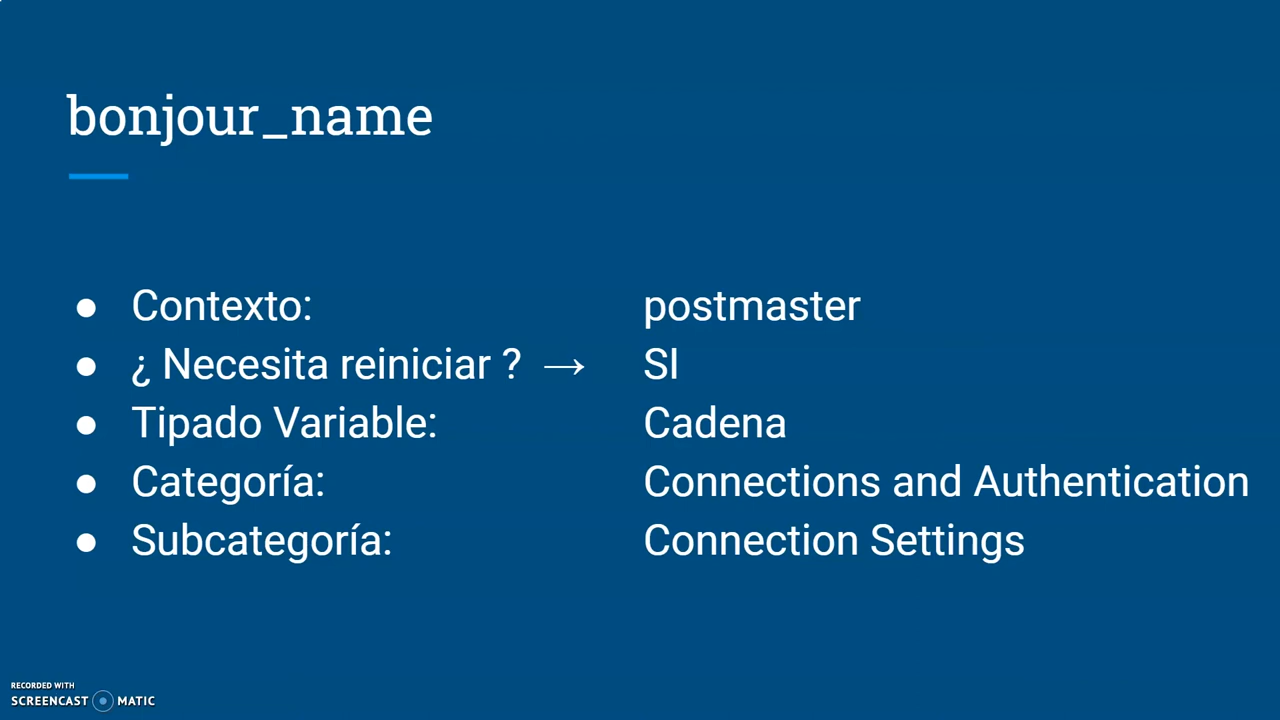 bonjour_name
● Contexto: postmaster
● ¿ Necesita reiniciar ? → SI
● Tipado Variable: Cadena
● Categoría: Connections and Authentication
● Subcategoría: Connection Settings
RECORDED WITH
SCREENCAST MATIC